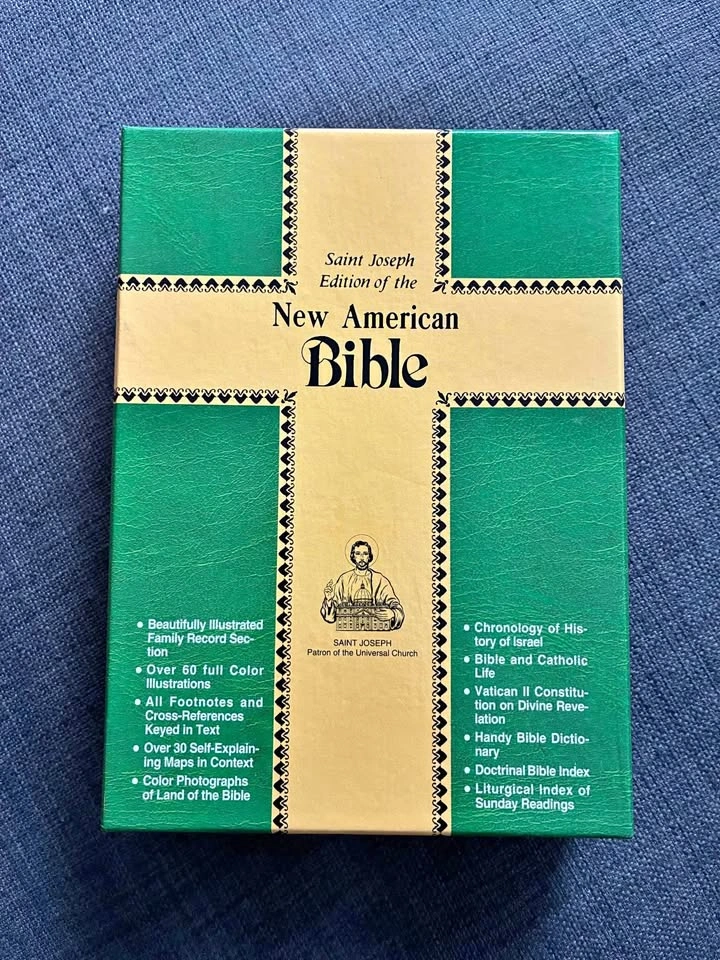 Saint Joseph
Edition of the
New American
Bible
SAINT JOSEPH
Patron of the Universal Church
• Beautifully Illustrated
Family Record Sec-
tion
• Over 60 full Color
Illustrations
• All Footnotes and
Cross-References
Keyed in Text
• Over 30 Self-Explain-
ing Maps in Context
• Color Photographs
of Land of the Bible
• Chronology of His-
tory of Israel
• Bible and Catholic
Life
• Vatican II Constitu-
tion on Divine Reve-
lation
• Handy Bible Dictio-
nary
• Doctrinal Bible Index
• Liturgical Index of
Sunday Readings